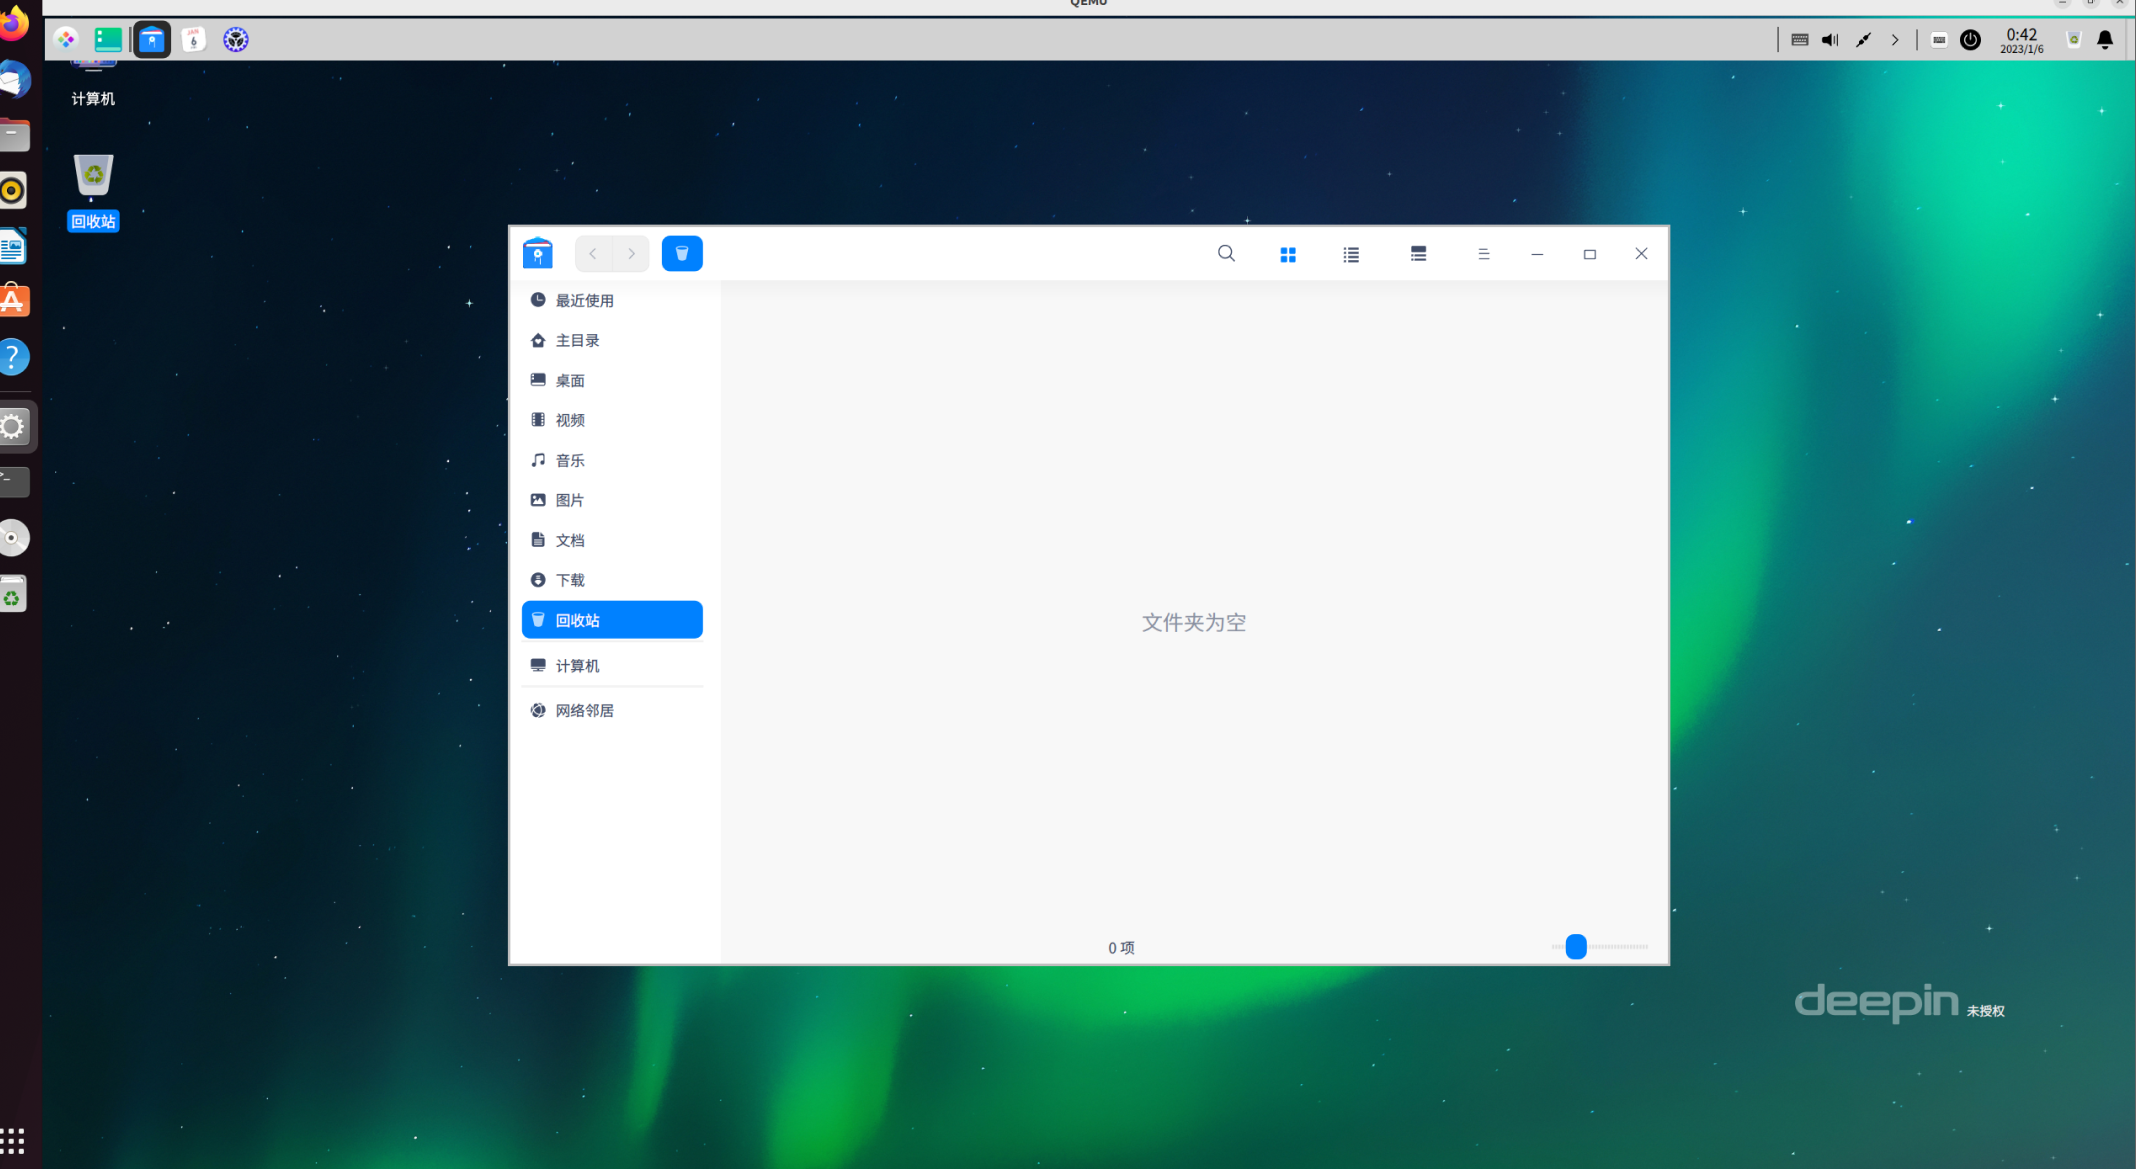 QEMU
JAN
6
0:42
2023/1/6
计算机
回收站
最近使用
主目录
桌面
视频
音乐
图片
文档
下载
回收站
计算机
网络邻居
文件夹为空
0 项
deepin 未授权